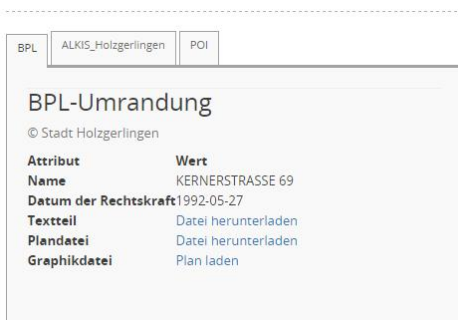 BPL ALKIS_Holzgerlingen POI
BPL-Umrandung
© Stadt Holzgerlingen
Attribut Wert
Name KERNERSTRASSE 69
Datum der Rechtskraft 1992-05-27
Textteil Datei herunterladen
Plandatei Datei herunterladen
Graphikdatei Plan laden